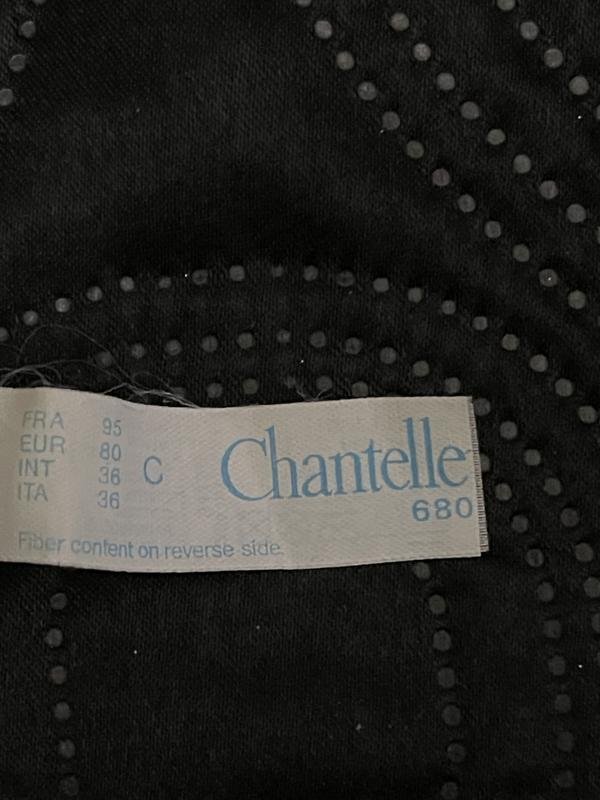 FRA 95
EUR 80
INT 36 C
ITA 36
Chantelle
680
Fiber content on reverse side